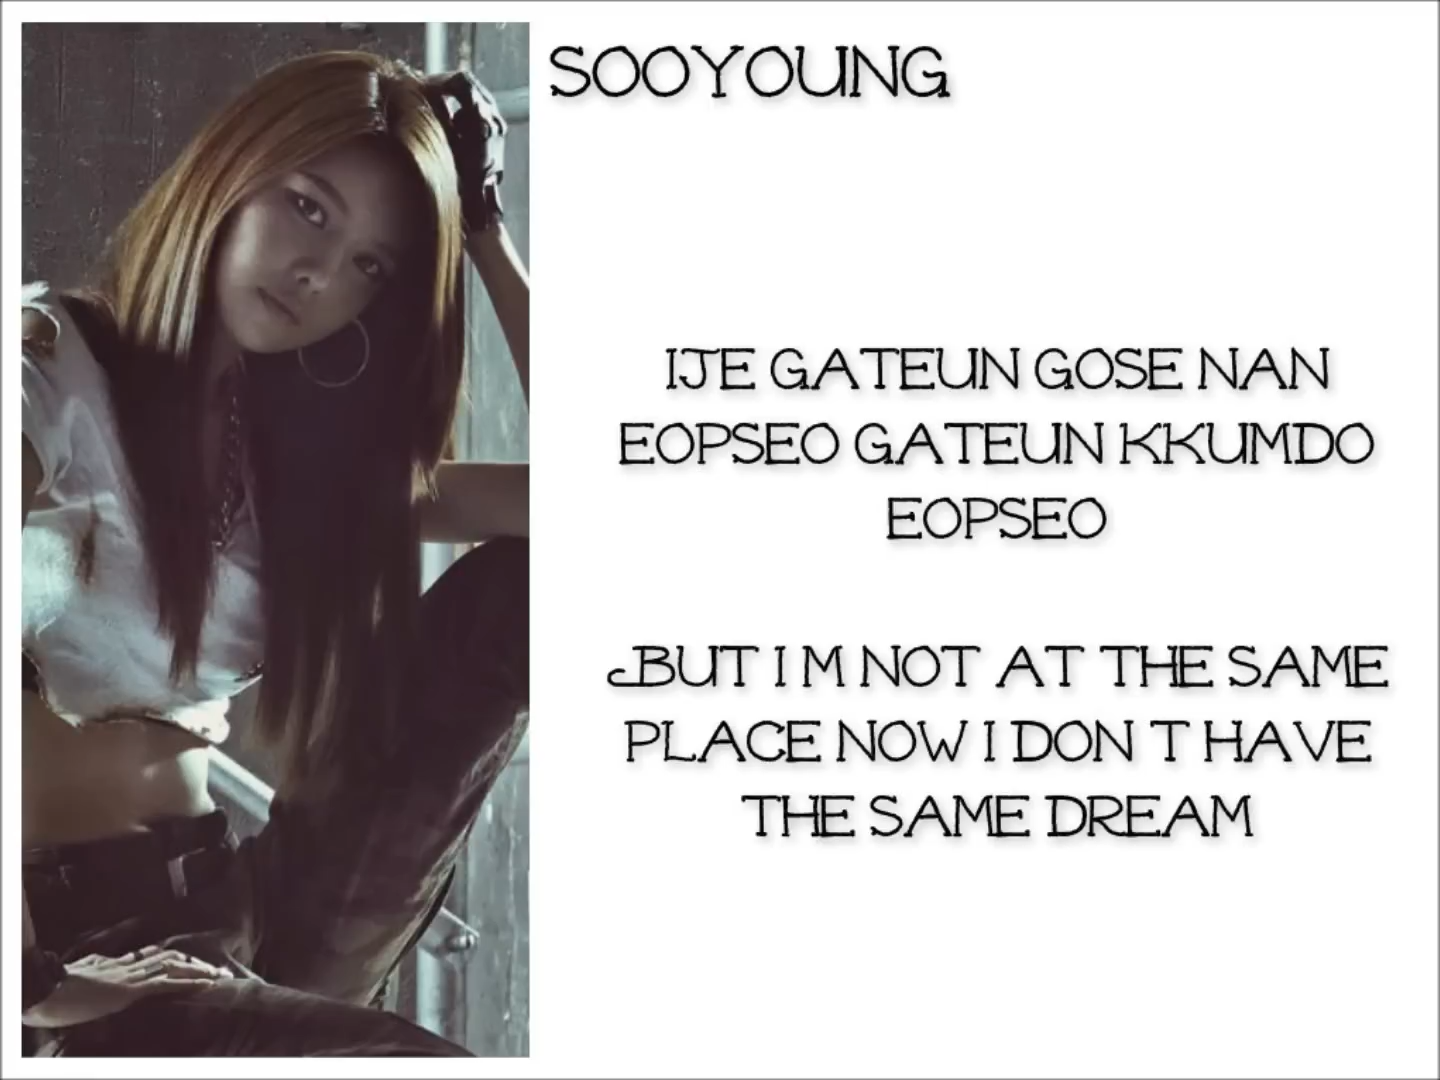 SOOYOUNG
IJE GATEUN GOSE NAN
EOPSEO GATEUN KKUMDO
EOPSEO
BUT I M NOT AT THE SAME
PLACE NOW I DON T HAVE
THE SAME DREAM